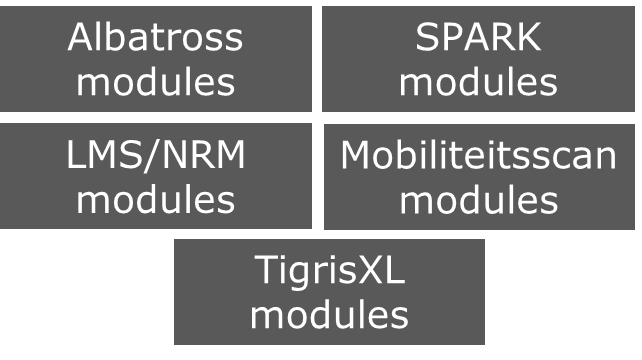 Albatross
modules
SPARK
modules
LMS/NRM
modules
Mobiliteitsscan
modules
TigrisXL
modules